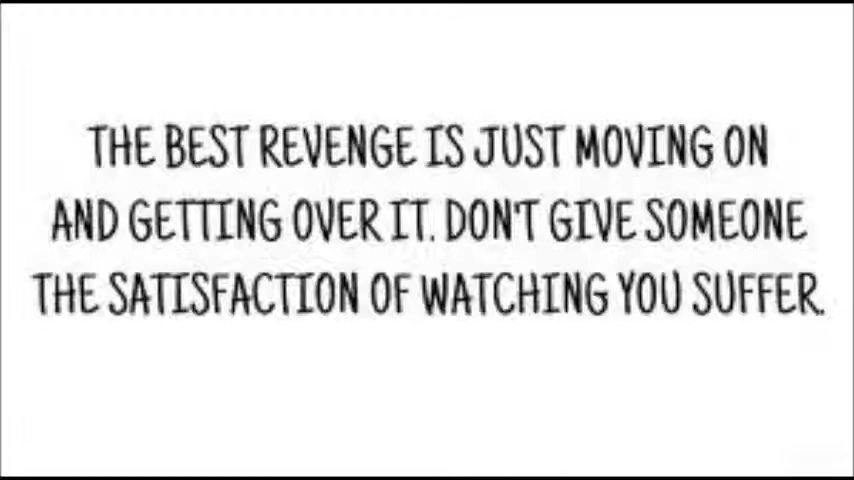 THE BEST REVENGE IS JUST MOVING ON
AND GETTING OVER IT. DON'T GIVE SOMEONE
THE SATISFACTION OF WATCHING YOU SUFFER.